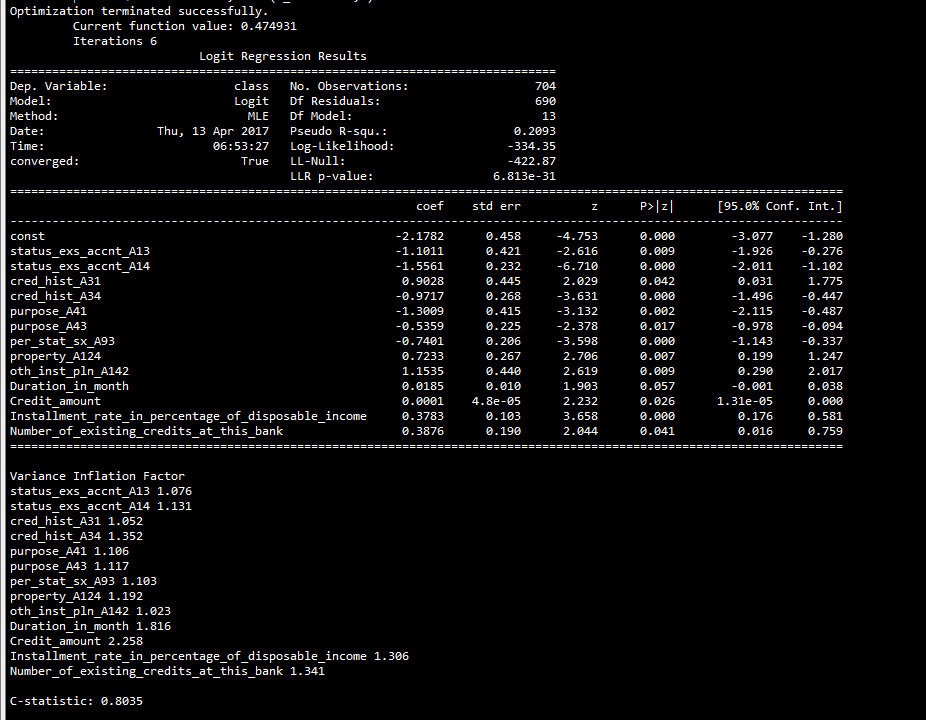 Optimization terminated successfully.
Current function value: 0.474931
Iterations 6
Logit Regression Results
==============================================================================
Dep. Variable: class No. Observations: 704
Model: Logit Df Residuals: 690
Method: MLE Df Model: 13
Date: Thu, 13 Apr 2017 Pseudo R-squ.: 0.2093
Time: 06:53:27 Log-Likelihood: -334.35
converged: True LL-Null: -422.87
LLR p-value: 6.813e-31
=======================================================================================================================
coef std err z P>|z| [95.0% Conf. Int.]
-----------------------------------------------------------------------------------------------------------------------
const -2.1782 0.458 -4.753 0.000 -3.077 -1.280
status_exs_accnt_A13 -1.1011 0.421 -2.616 0.009 -1.926 -0.276
status_exs_accnt_A14 -1.5561 0.232 -6.710 0.000 -2.011 -1.102
cred_hist_A31 0.9028 0.445 2.029 0.042 0.031 1.775
cred_hist_A34 -0.9717 0.268 -3.631 0.000 -1.496 -0.447
purpose_A41 -1.3009 0.415 -3.132 0.002 -2.115 -0.487
purpose_A43 -0.5359 0.225 -2.378 0.017 -0.978 -0.094
per_stat_sx_A93 -0.7401 0.206 -3.598 0.000 -1.143 -0.337
property_A124 0.7233 0.267 2.706 0.007 0.199 1.247
oth_inst_pln_A142 1.1535 0.440 2.619 0.009 0.290 2.017
Duration_in_month 0.0185 0.010 1.903 0.057 -0.001 0.038
Credit_amount 0.0001 4.8e-05 2.232 0.026 1.31e-05 0.000
Installment_rate_in_percentage_of_disposable_income 0.3783 0.103 3.658 0.000 0.176 0.581
Number_of_existing_credits_at_this_bank 0.3876 0.190 2.044 0.041 0.016 0.759
=======================================================================================================================
Variance Inflation Factor
status_exs_accnt_A13 1.076
status_exs_accnt_A14 1.131
cred_hist_A31 1.052
cred_hist_A34 1.352
purpose_A41 1.106
purpose_A43 1.117
per_stat_sx_A93 1.103
property_A124 1.192
oth_inst_pln_A142 1.023
Duration_in_month 1.816
Credit_amount 2.258
Installment_rate_in_percentage_of_disposable_income 1.306
Number_of_existing_credits_at_this_bank 1.341
C-statistic: 0.8035